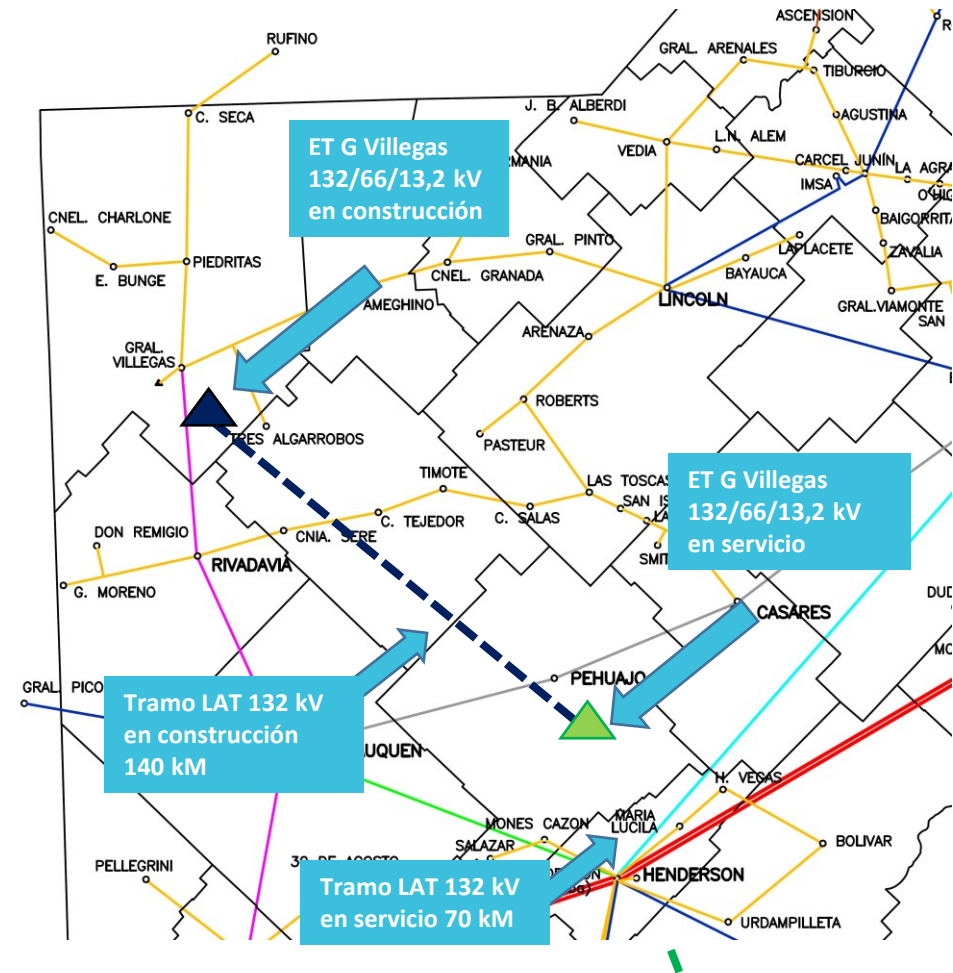 ASCENSION
RUFINO
GRAL. ARENALES
TIBURCIO
C. SECA
J. B. ALBERDI
AGUSTINA
VEDIA
L.N. ALEM
ET G Villegas
132/66/13,2 kV
en construcción
CARCEL
JUNÍN
LA AGRA
IMSA
BAIGORRITA
CNEL. CHARLONE
GRAL. PINTO
LAPLACETE
ZAVALIA
E. BUNGE
PIEDRITAS
CNEL. GRANADA
BAYAUCA
AMEGHINO
LINCOLN
GRAL.VIAMONTE
SAN
ARENAZA
GRAL.
VILLEGAS
ROBERTS
TRES ALGARROBOS
PASTEUR
TIMOTE
LAS TOSCAS
ET G Villegas
132/66/13,2 kV
en servicio
C. TEJEDOR
C. SALAS
CNIA. SERE
DON REMIGIO
RIVADAVIA
G. MORENO
CASARES
PEHUAJO
GRAL. PICO
Tramo LAT 132 kV
en construcción
140 kM
UQUEN
H. VEGAS
MARIA
LUCILA
MONES CAZON
SALAZAR
BOLIVAR
PELLEGRINI
HENDERSON
Tramo LAT 132 kV
en servicio 70 kM
URDAMPILLETA